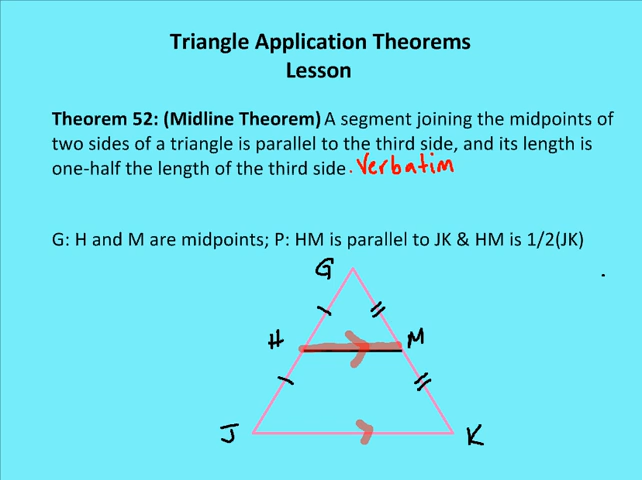 Triangle Application Theorems
Lesson
Theorem 52: (Midline Theorem) A segment joining the midpoints of
two sides of a triangle is parallel to the third side, and its length is
one-half the length of the third side. Verbatim
G: H and M are midpoints; P: HM is parallel to JK & HM is 1/2(JK)
G
H M
J K